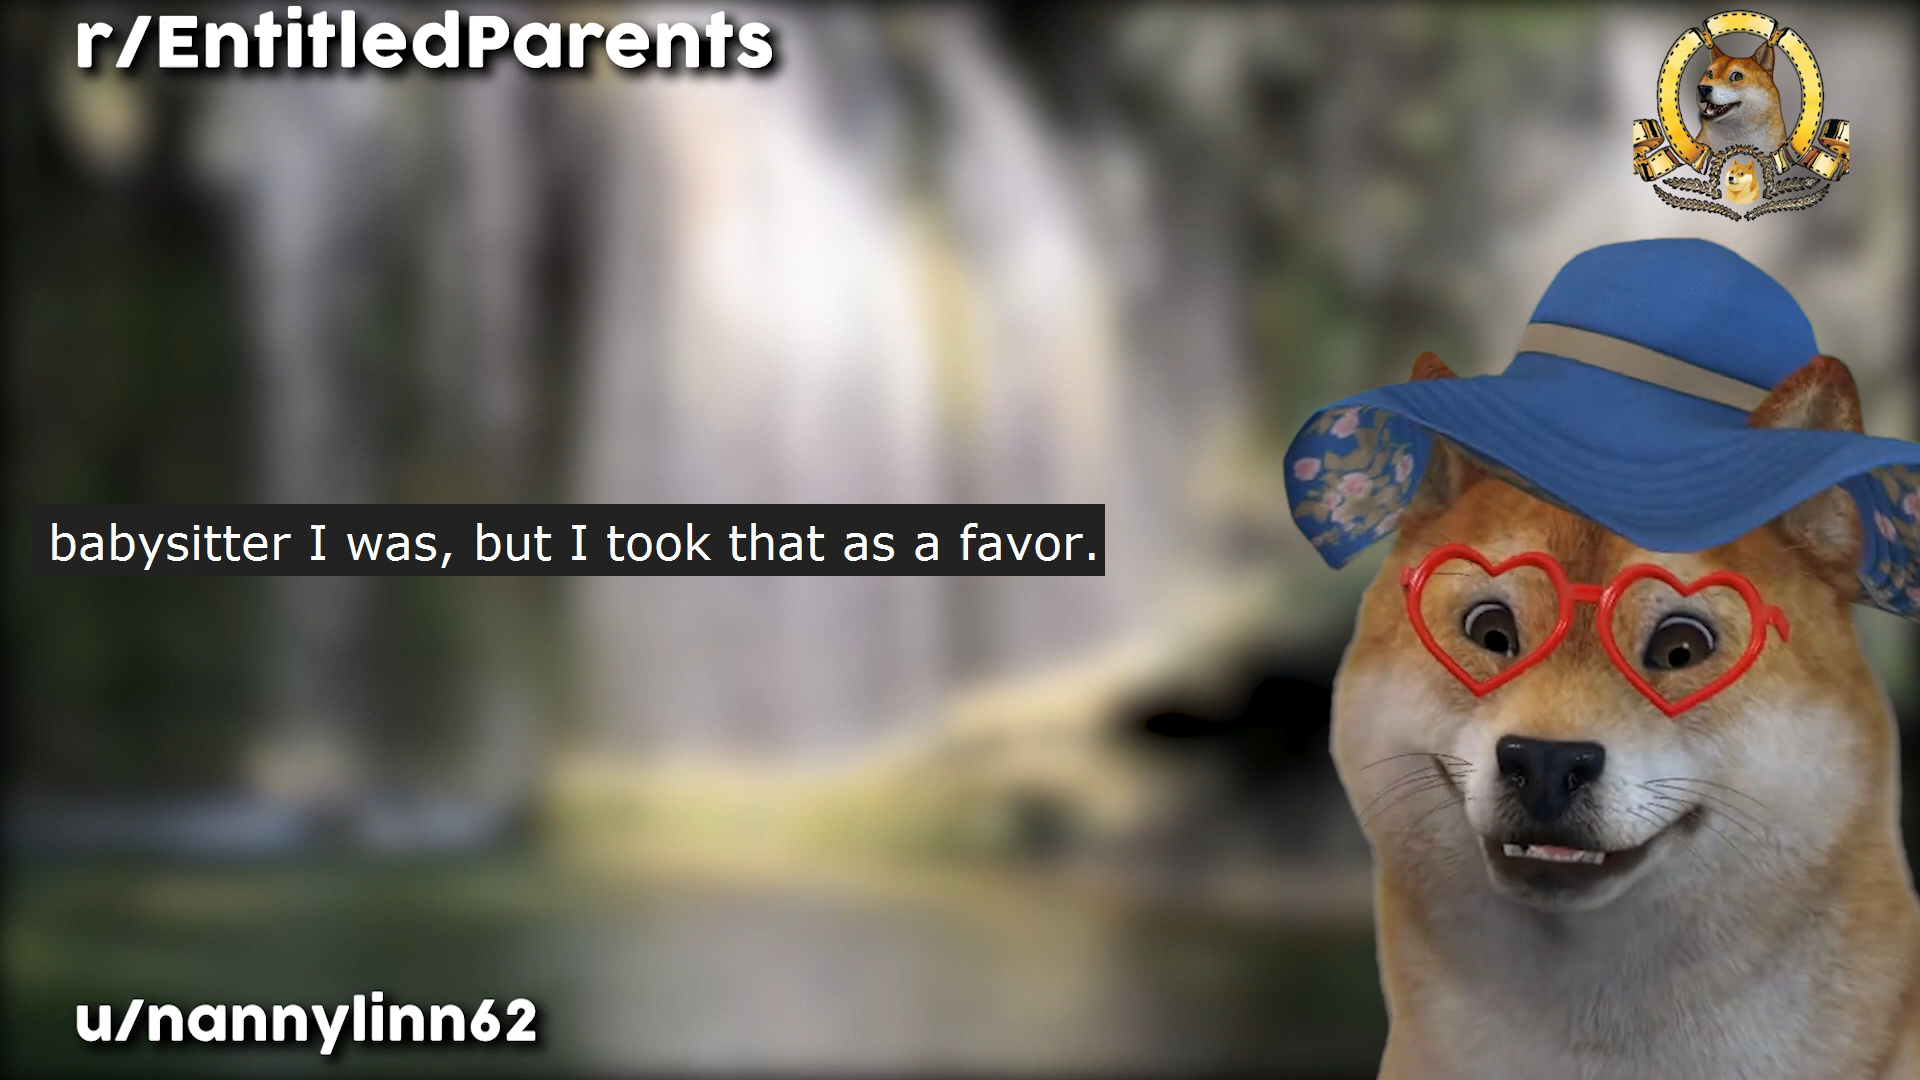 r/EntitledParents
babysitter I was, but I took that as a favor.
u/nannylinn62